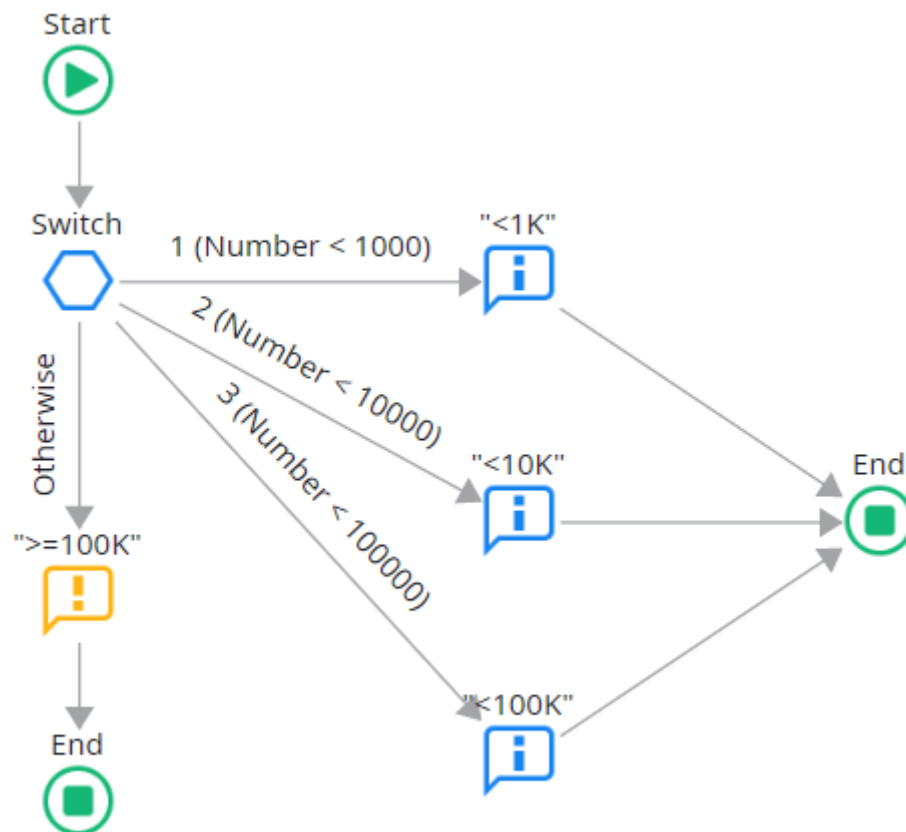 Start
Switch
1 (Number < 1000)
"<1K"
2 (Number < 10000)
3 (Number < 100000)
Otherwise
"<10K"
End
">=100K"
"<100K"
End